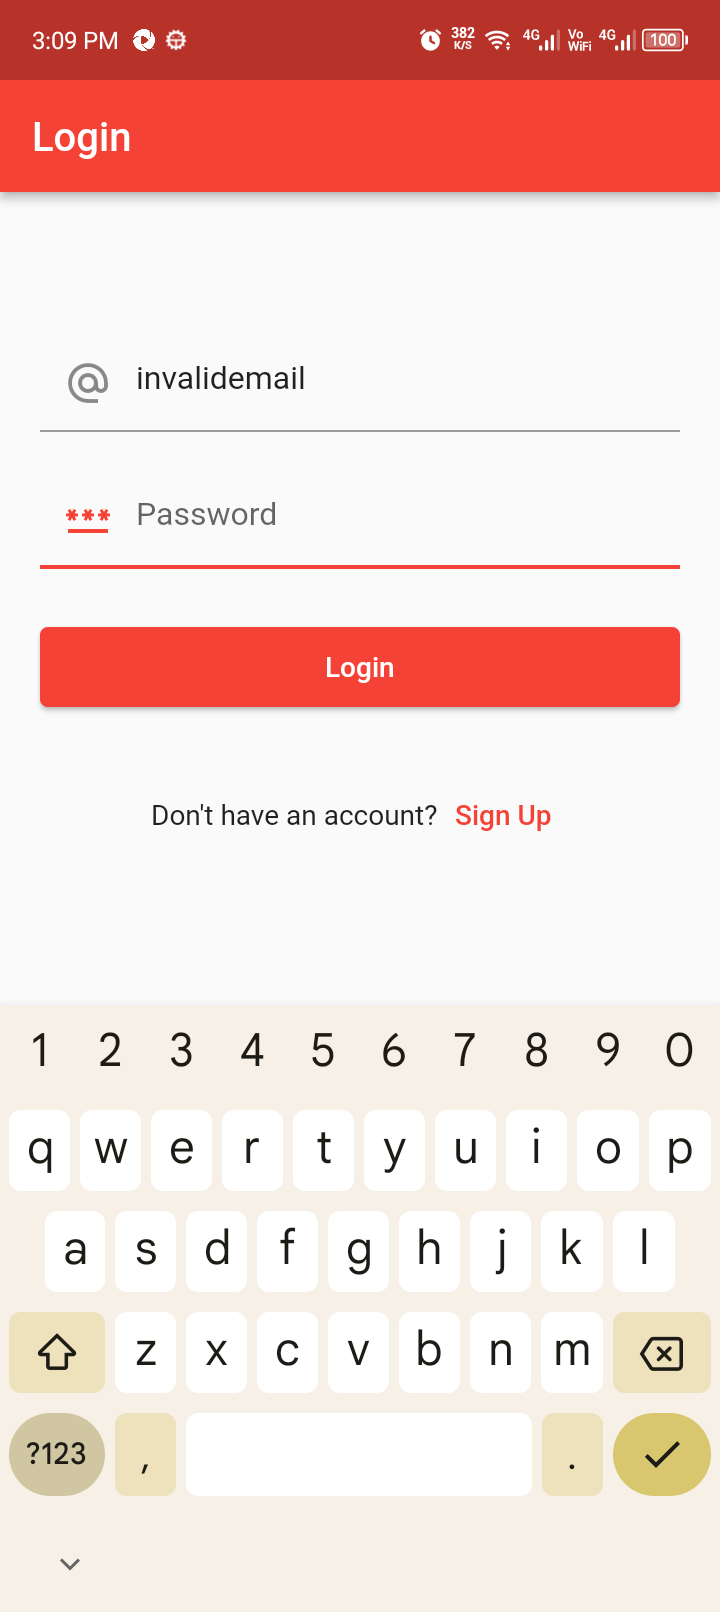 3:09 PM 382 K/S 4G Vo WiFi 4G 100
Login
invalidemail
Password
Login
Don't have an account? Sign Up
1 2 3 4 5 6 7 8 9 0
q w e r t y u i o p
a s d f g h j k l
z x c v b n m
?123 , .